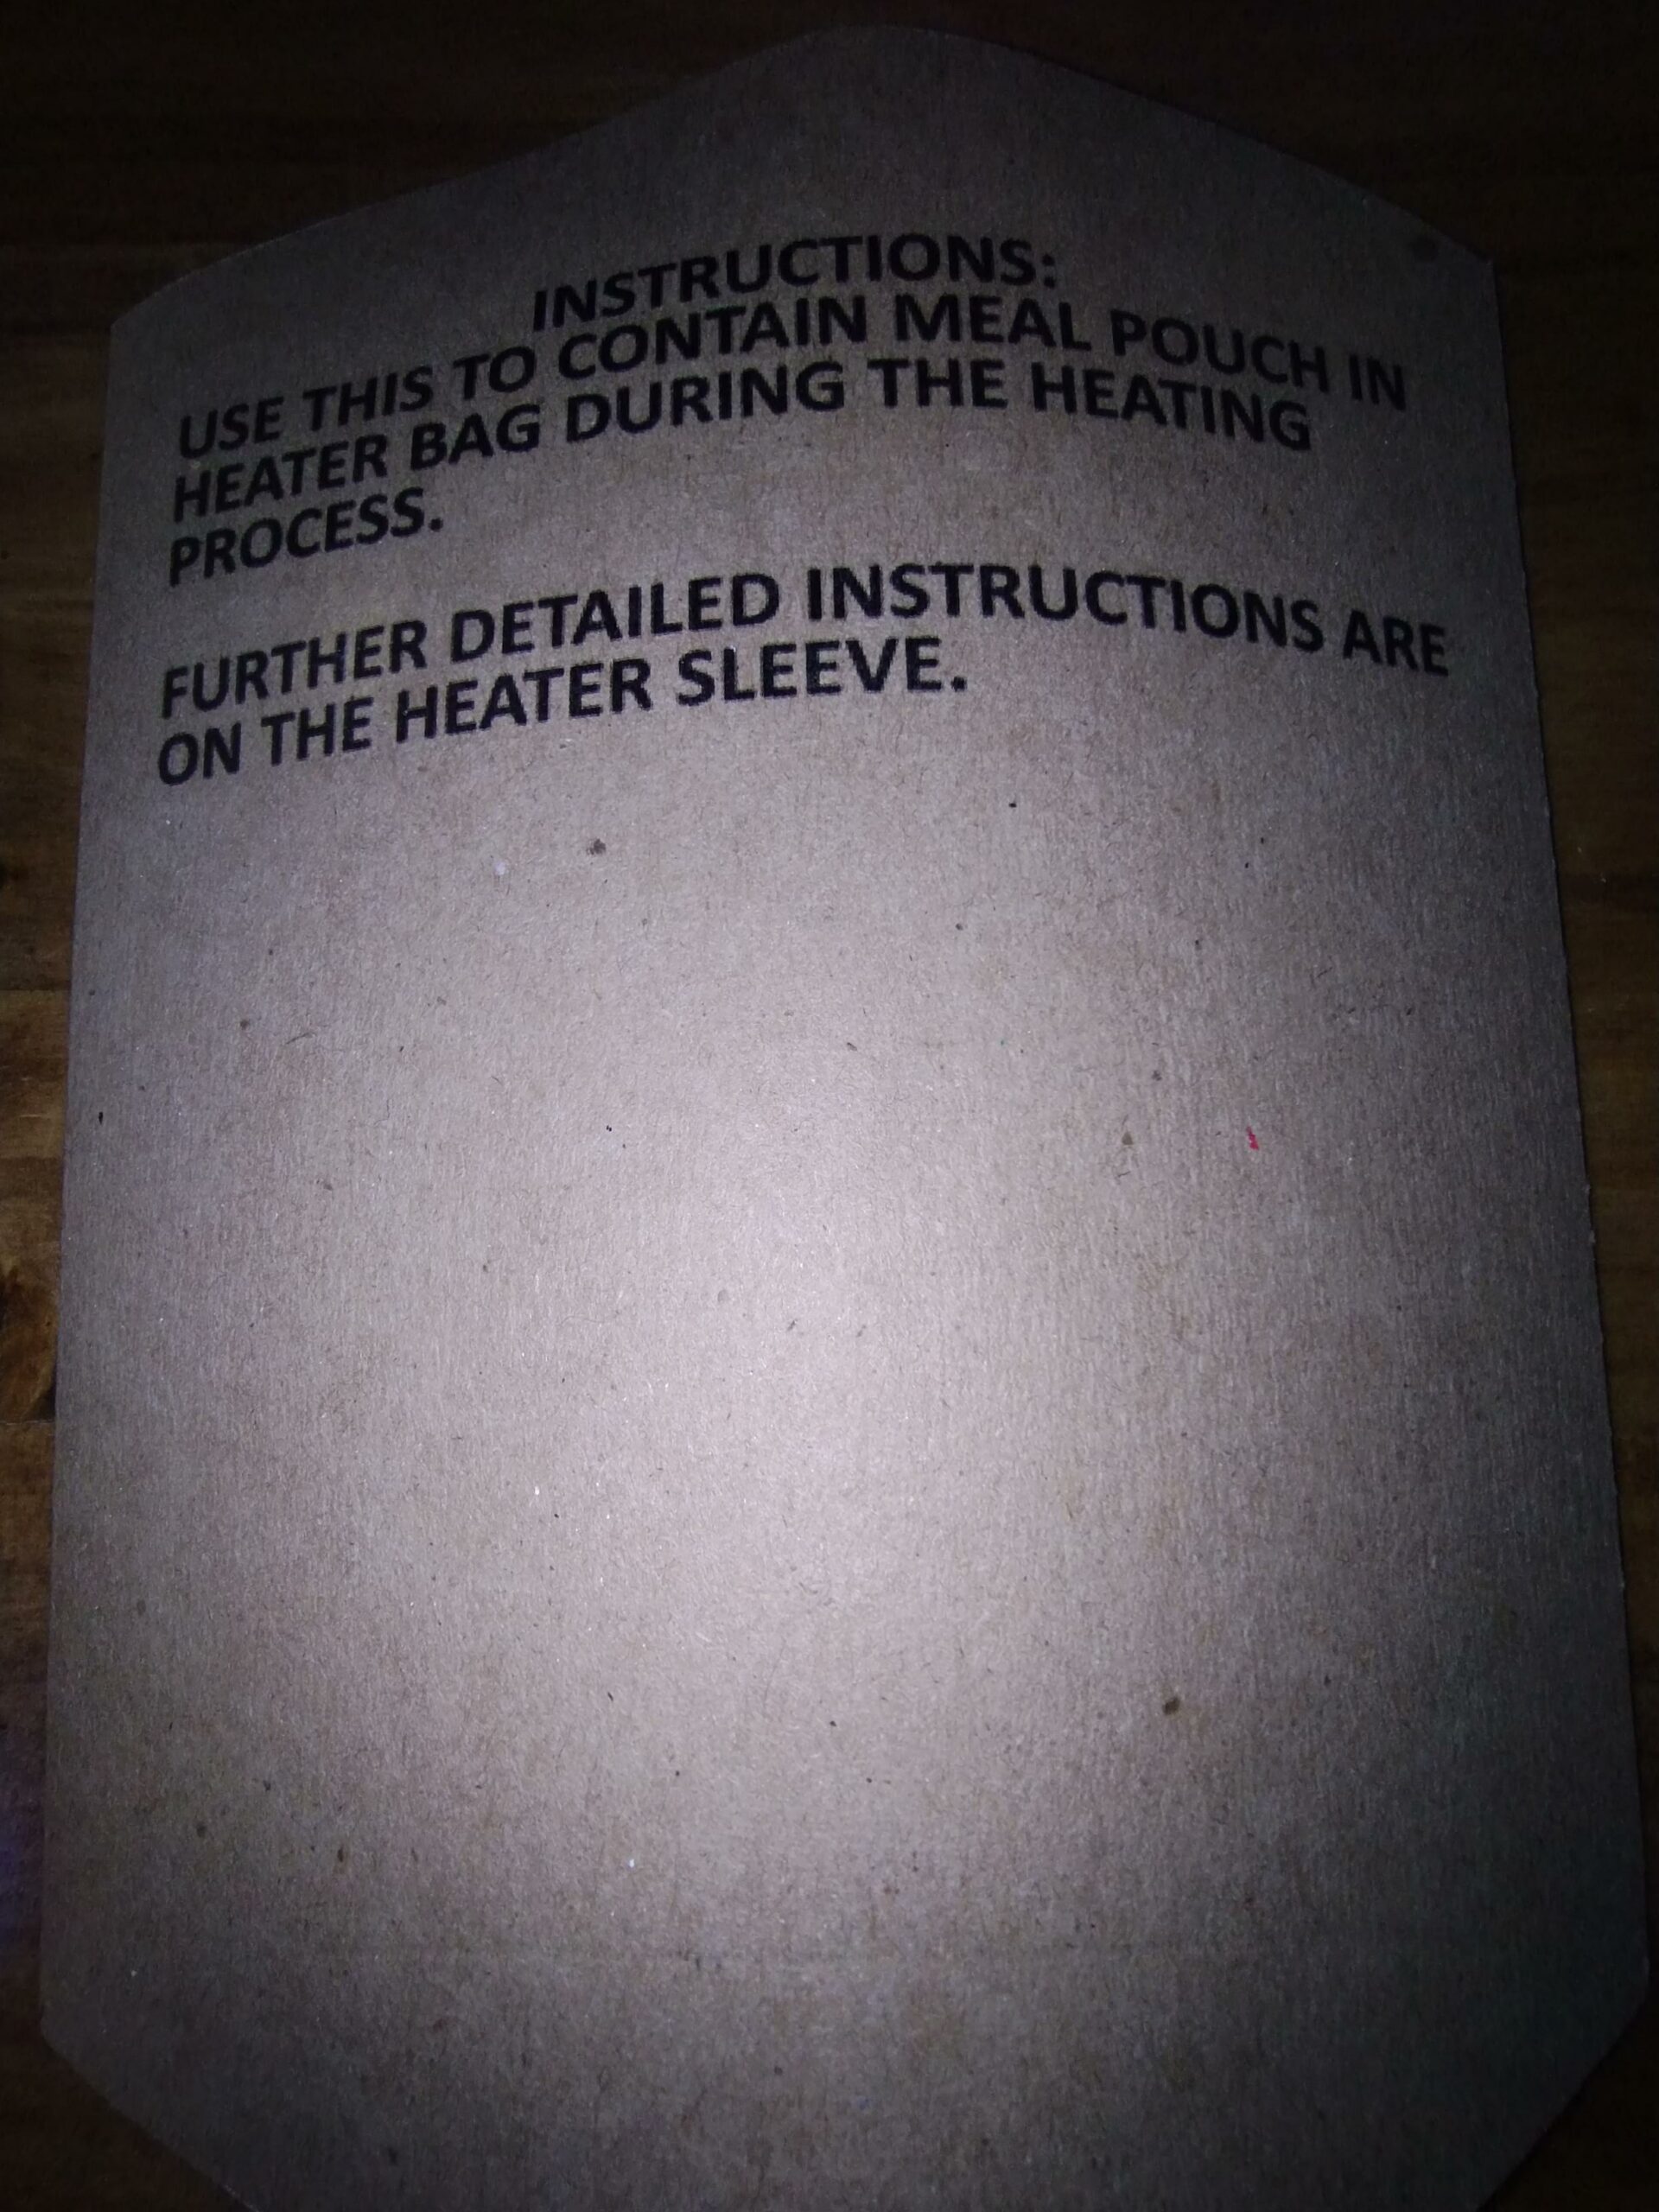 INSTRUCTIONS:
USE THIS TO CONTAIN MEAL POUCH IN
HEATER BAG DURING THE HEATING
PROCESS.
FURTHER DETAILED INSTRUCTIONS ARE
ON THE HEATER SLEEVE.